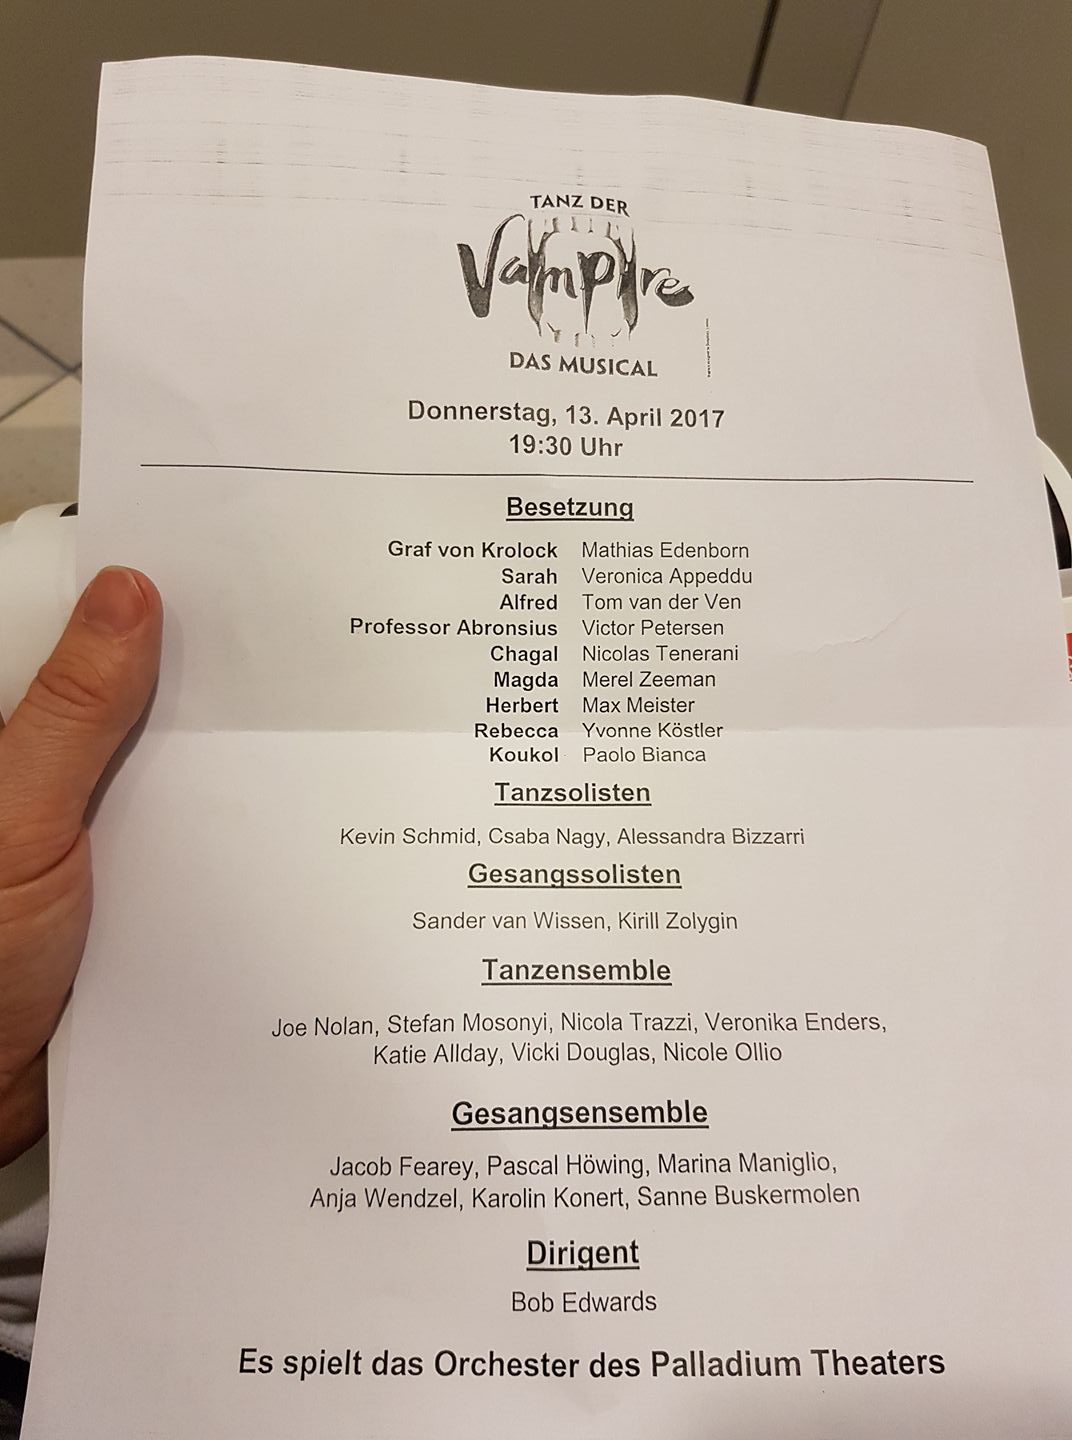 TANZ DER
Vampire
DAS MUSICAL
Donnerstag, 13. April 2017
19:30 Uhr
Besetzung
Graf von Krolock Mathias Edenborn
Sarah Veronica Appeddu
Alfred Tom van der Ven
Professor Abronsius Victor Petersen
Chagal Nicolas Tenerani
Magda Merel Zeeman
Herbert Max Meister
Rebecca Yvonne Köstler
Koukol Paolo Bianca
Tanzsolisten
Kevin Schmid, Csaba Nagy, Alessandra Bizzarri
Gesangssolisten
Sander van Wissen, Kirill Zolygin
Tanzensemble
Joe Nolan, Stefan Mosonyi, Nicola Trazzi, Veronika Enders,
Katie Allday, Vicki Douglas, Nicole Ollio
Gesangsensemble
Jacob Fearey, Pascal Höwing, Marina Maniglio,
Anja Wendzel, Karolin Konert, Sanne Buskermolen
Dirigent
Bob Edwards
Es spielt das Orchester des Palladium Theaters